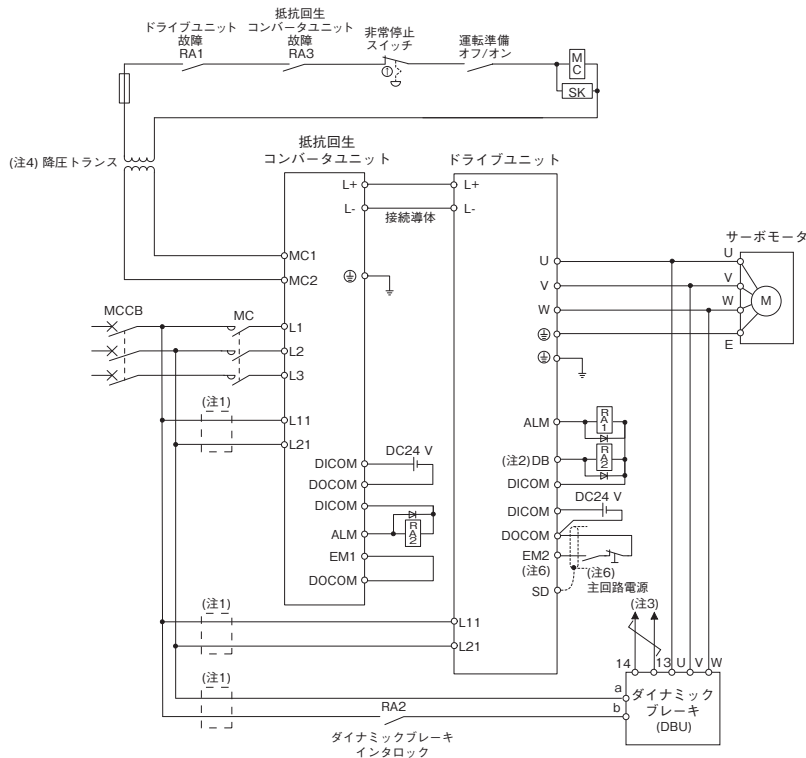 ドライブユニット
故障
RA1
抵抗回生
コンバータユニット
故障
RA3
非常停止
スイッチ
①
運転準備
オフ/オン
MC
SK
(注4) 降圧トランス
抵抗回生
コンバータユニット
ドライブユニット
L+
L+
L-
L-
接続導体
サーボモータ
MC1
MC2
U
V
W
U
V
W
E
M
MCCB
MC
L1
L2
L3
(注1)
L11
L21
DICOM
DC24 V
DOCOM
DICOM
ALM
RA2
EM1
DOCOM
ALM
RA1
(注2)DB
RA2
DICOM
DICOM
DC24 V
DOCOM
EM2
(注6)
(注6)
主回路電源
SD
(注3)
(注1)
L11
L21
14
13
U
V
W
(注1)
a
b
RA2
ダイナミックブレーキ
インタロック
ダイナミック
ブレーキ
(DBU)